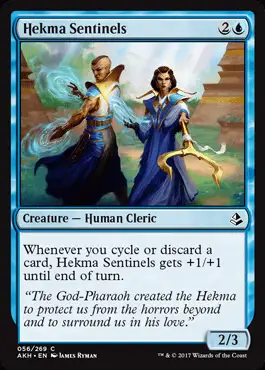 Hekma Sentinels 2
Creature — Human Cleric
Whenever you cycle or discard a
card, Hekma Sentinels gets +1/+1
until end of turn.
“The God-Pharaoh created the Hekma
to protect us from the horrors beyond
and to surround us in his love.”
2/3
056/269 C
AKH • EN James Ryman
™ & © 2017 Wizards of the Coast